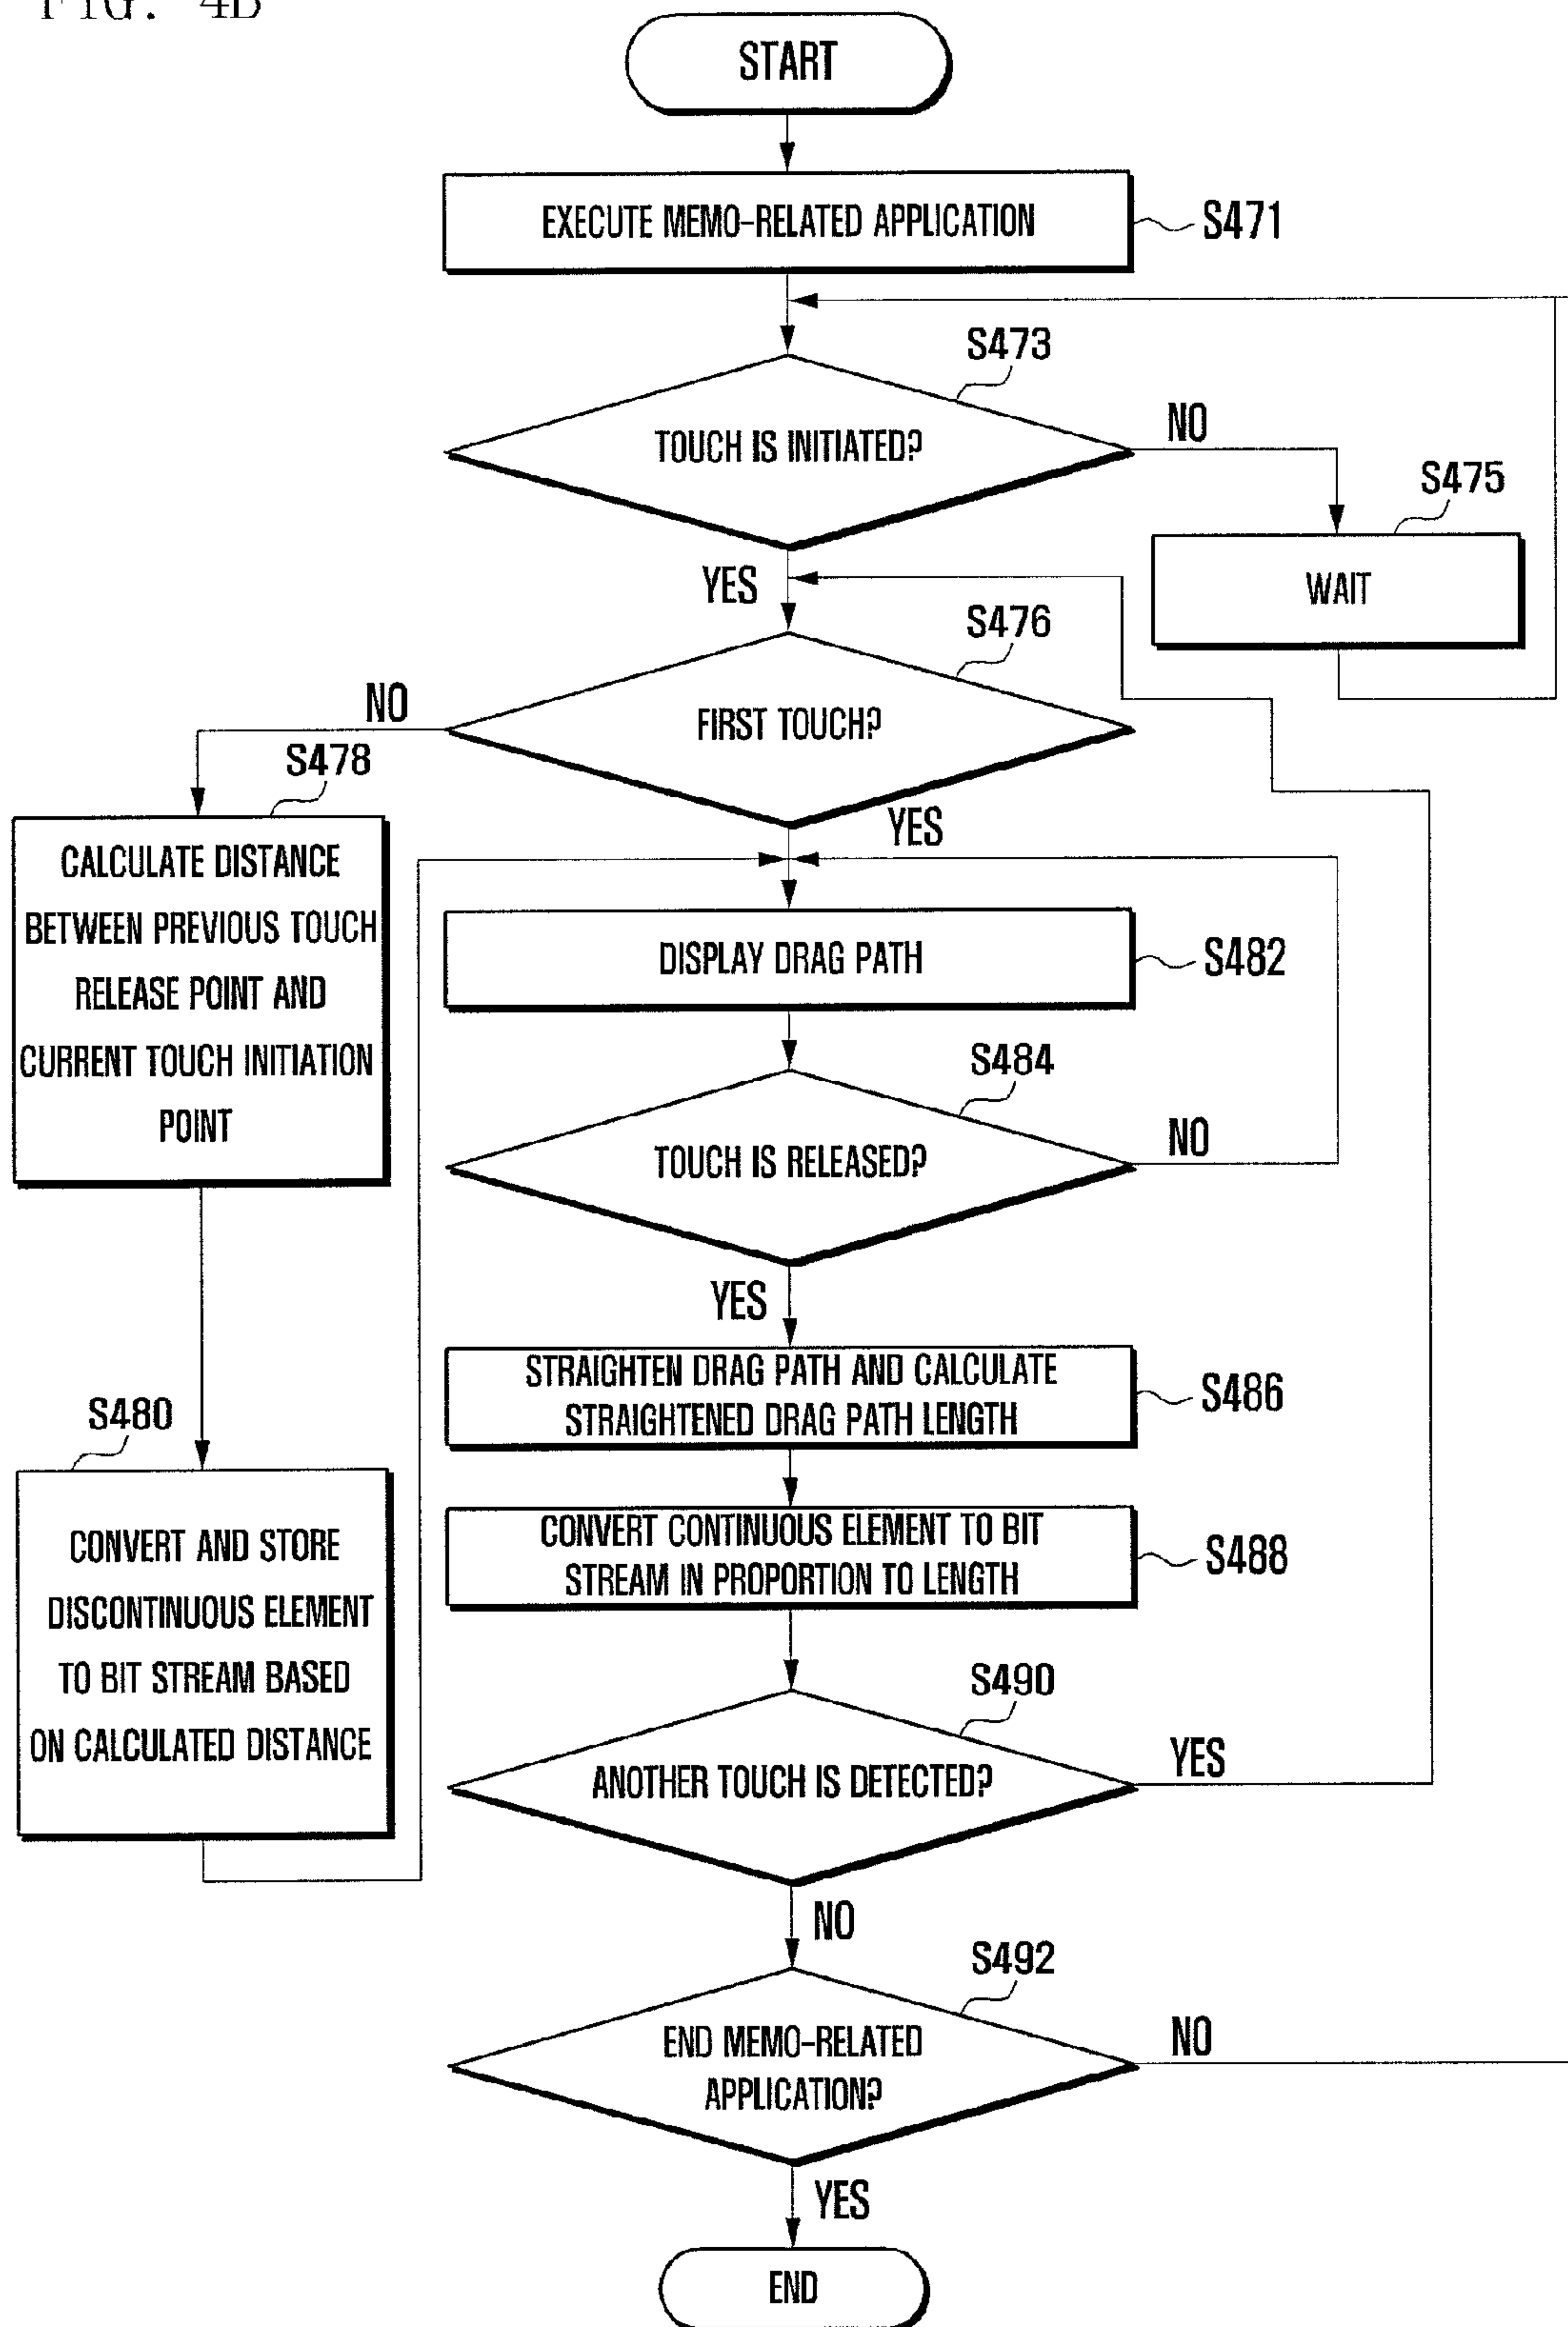 FIG. 4B
START
EXECUTE MEMO-RELATED APPLICATION
S471
S473
TOUCH IS INITIATED?
NO
S475
WAIT
YES
S476
FIRST TOUCH?
NO
S478
YES
CALCULATE DISTANCE
BETWEEN PREVIOUS TOUCH
RELEASE POINT AND
CURRENT TOUCH INITIATION
POINT
DISPLAY DRAG PATH
S482
S484
TOUCH IS RELEASED?
NO
YES
STRAIGHTEN DRAG PATH AND CALCULATE
STRAIGHTENED DRAG PATH LENGTH
S486
S480
CONVERT AND STORE
DISCONTINUOUS ELEMENT
TO BIT STREAM BASED
ON CALCULATED DISTANCE
CONVERT CONTINUOUS ELEMENT TO BIT
STREAM IN PROPORTION TO LENGTH
S488
S490
ANOTHER TOUCH IS DETECTED?
YES
NO
S492
END MEMO-RELATED
APPLICATION?
NO
YES
END